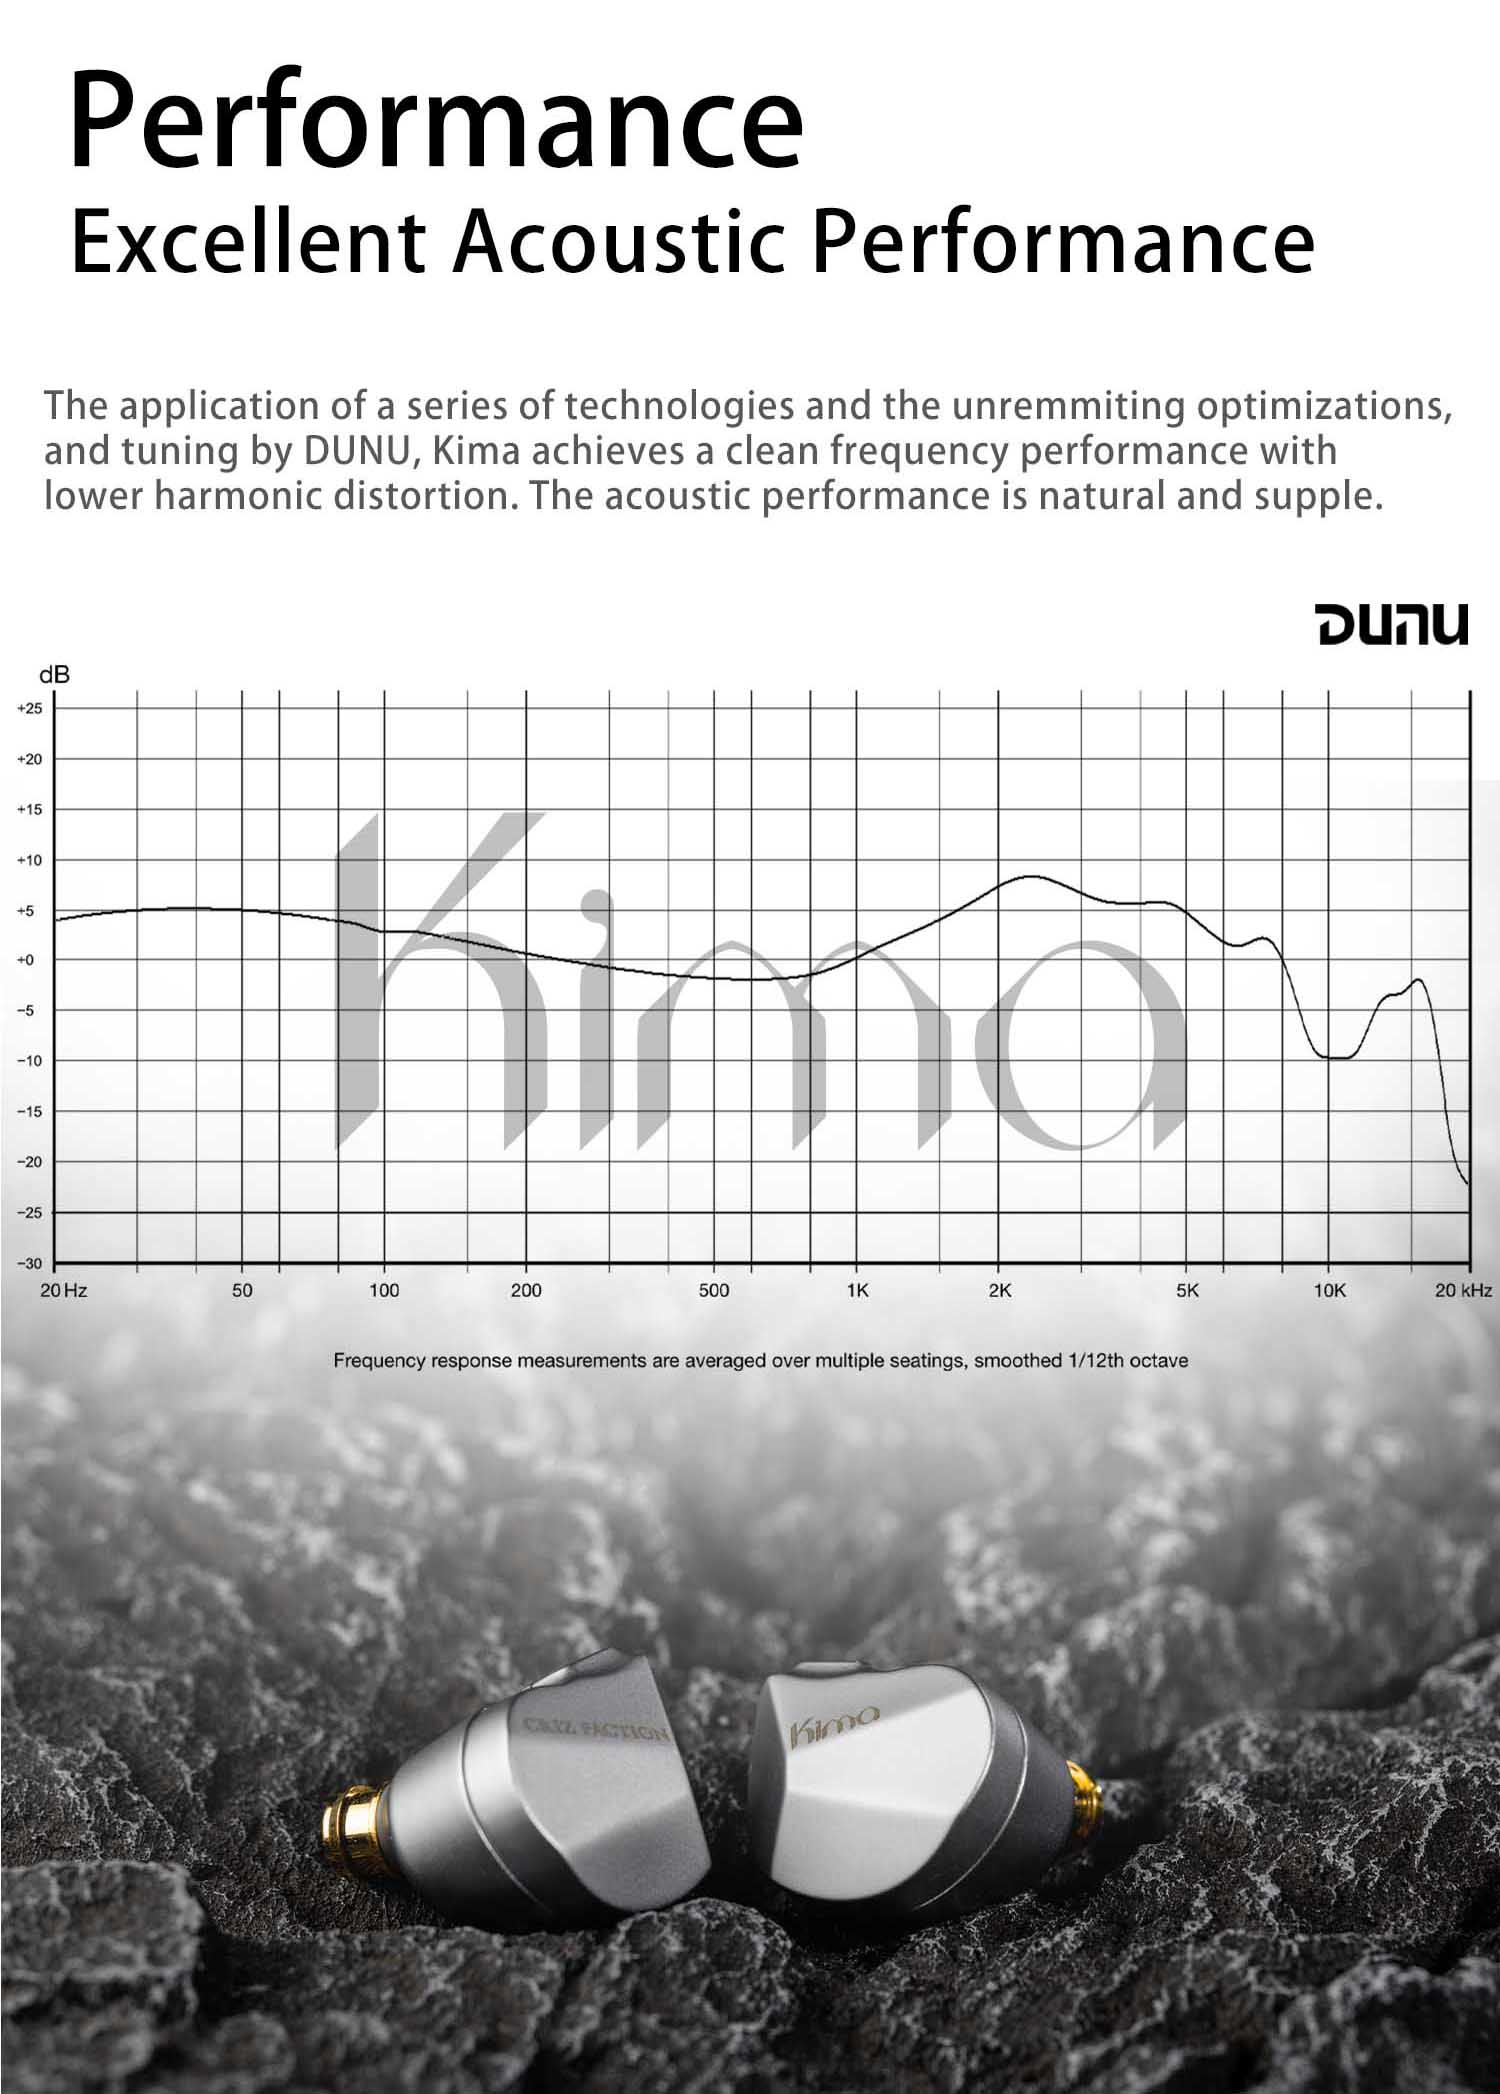 Performance
Excellent Acoustic Performance
The application of a series of technologies and the unremmiting optimizations,
and tuning by DUNU, Kima achieves a clean frequency performance with
lower harmonic distortion. The acoustic performance is natural and supple.
DUNU
dB
+25
+20
+15
+10
+5
+0
−5
−10
−15
−20
−25
−30
Kima
20 Hz 50 100 200 500 1K 2K 5K 10K 20 kHz
Frequency response measurements are averaged over multiple seatings, smoothed 1/12th octave
CRIZ FACTION
Kima